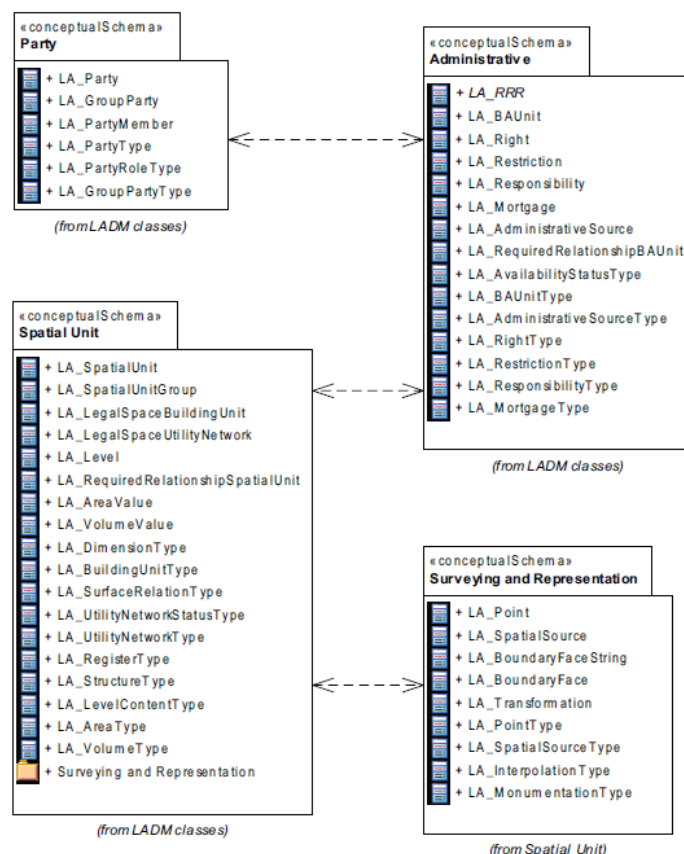 «conceptualSchema»
Party
+ LA_Party
+ LA_GroupParty
+ LA_PartyMember
+ LA_PartyType
+ LA_PartyRoleType
+ LA_GroupPartyType
(from LADM classes)
«conceptualSchema»
Administrative
+ LA_RRR
+ LA_BAUnit
+ LA_Right
+ LA_Restriction
+ LA_Responsibility
+ LA_Mortgage
+ LA_AdministrativeSource
+ LA_RequiredRelationshipBAUnit
+ LA_AvailabilityStatusType
+ LA_BAUnitType
+ LA_AdministrativeSourceType
+ LA_RightType
+ LA_RestrictionType
+ LA_ResponsibilityType
+ LA_MortgageType
(from LADM classes)
«conceptualSchema»
Spatial Unit
+ LA_SpatialUnit
+ LA_SpatialUnitGroup
+ LA_LegalSpaceBuildingUnit
+ LA_LegalSpaceUtilityNetwork
+ LA_Level
+ LA_RequiredRelationshipSpatialUnit
+ LA_AreaValue
+ LA_VolumeValue
+ LA_DimensionType
+ LA_BuildingUnitType
+ LA_SurfaceRelationType
+ LA_UtilityNetworkStatusType
+ LA_UtilityNetworkType
+ LA_RegisterType
+ LA_StructureType
+ LA_LevelContentType
+ LA_AreaType
+ LA_VolumeType
+ Surveying and Representation
(from LADM classes)
«conceptualSchema»
Surveying and Representation
+ LA_Point
+ LA_SpatialSource
+ LA_BoundaryFaceString
+ LA_BoundaryFace
+ LA_Transformation
+ LA_PointType
+ LA_SpatialSourceType
+ LA_InterpolationType
+ LA_MonumentationType
(from Spatial Unit)